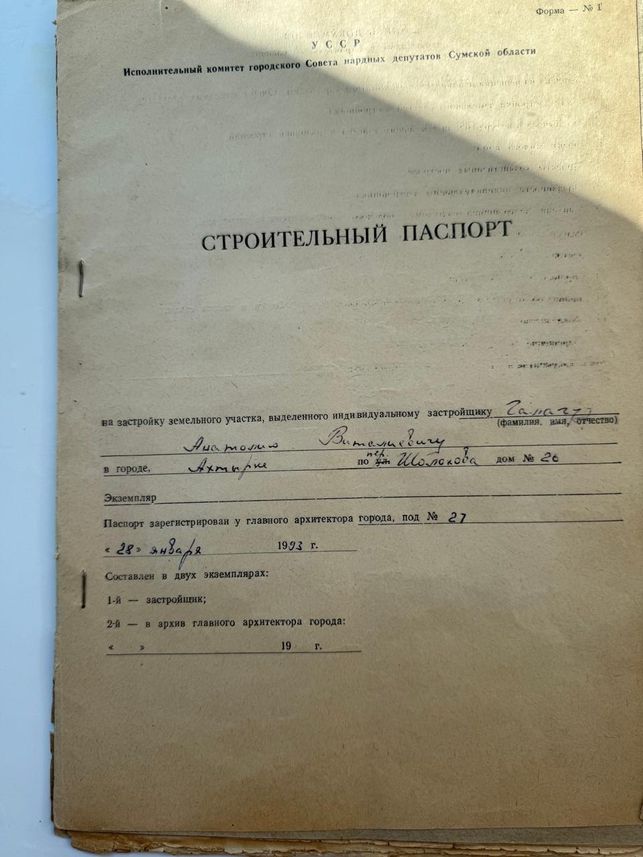 Форма — № 1
УССР
Исполнительный комитет городского Совета нардных депутатов Сумской области
СТРОИТЕЛЬНЫЙ ПАСПОРТ
на застройку земельного участка, выделенного индивидуальному застройщику
(фамилия, имя, отчество)
Анатолию Виталиевичу
в городе, Ахтырке по пер. Шолохова дом № 26
Экземпляр
Паспорт зарегистрирован у главного архитектора города, под № 27
« 28 » января 1993 г.
Составлен в двух экземплярах:
1-й — застройщик;
2-й — в архив главного архитектора города:
« » 19 г.